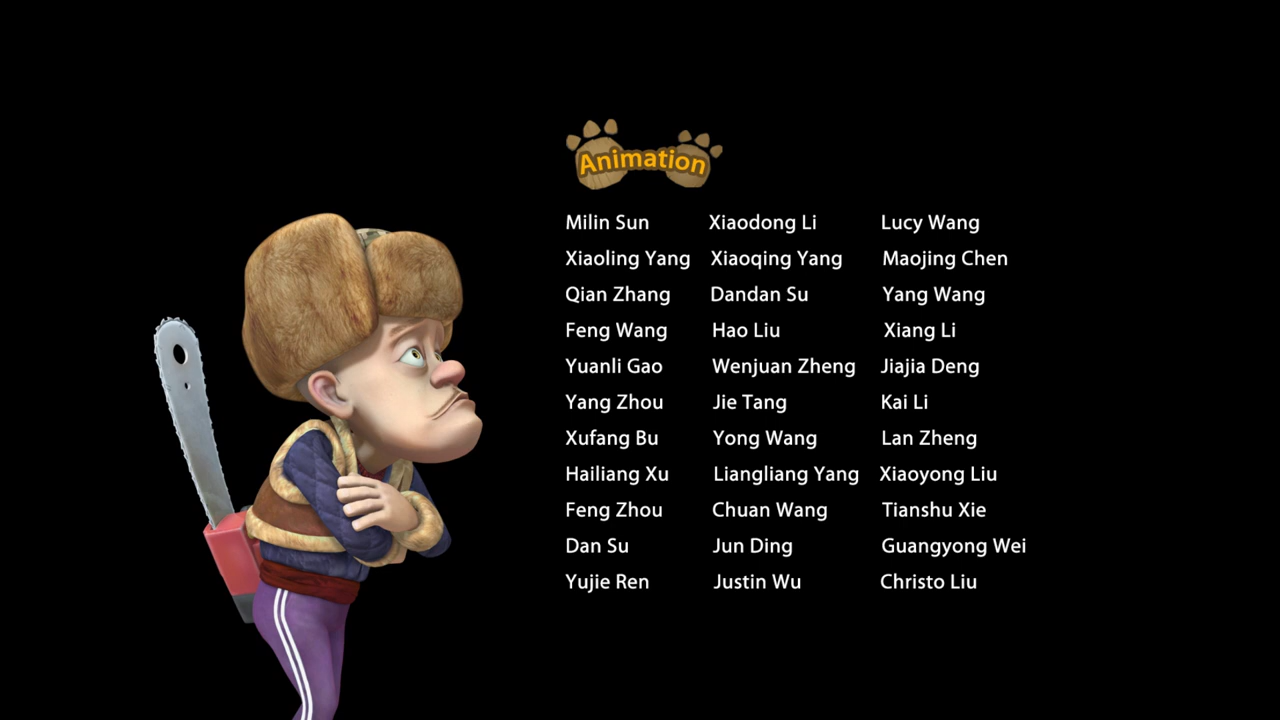 Animation
Milin Sun Xiaodong Li Lucy Wang
Xiaoling Yang Xiaoqing Yang Maojing Chen
Qian Zhang Dandan Su Yang Wang
Feng Wang Hao Liu Xiang Li
Yuanli Gao Wenjuan Zheng Jiajia Deng
Yang Zhou Jie Tang Kai Li
Xufang Bu Yong Wang Lan Zheng
Hailiang Xu Liangliang Yang Xiaoyong Liu
Feng Zhou Chuan Wang Tianshu Xie
Dan Su Jun Ding Guangyong Wei
Yujie Ren Justin Wu Christo Liu